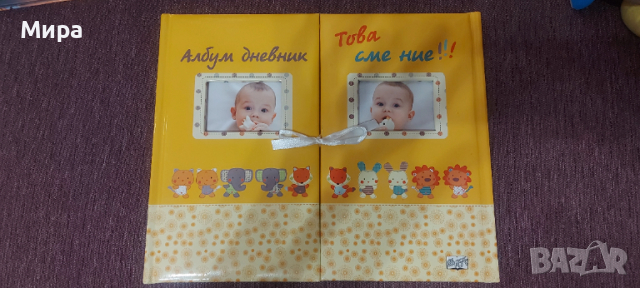 Мира
Албум дневник
Това
сме ние!!!
BAZAR